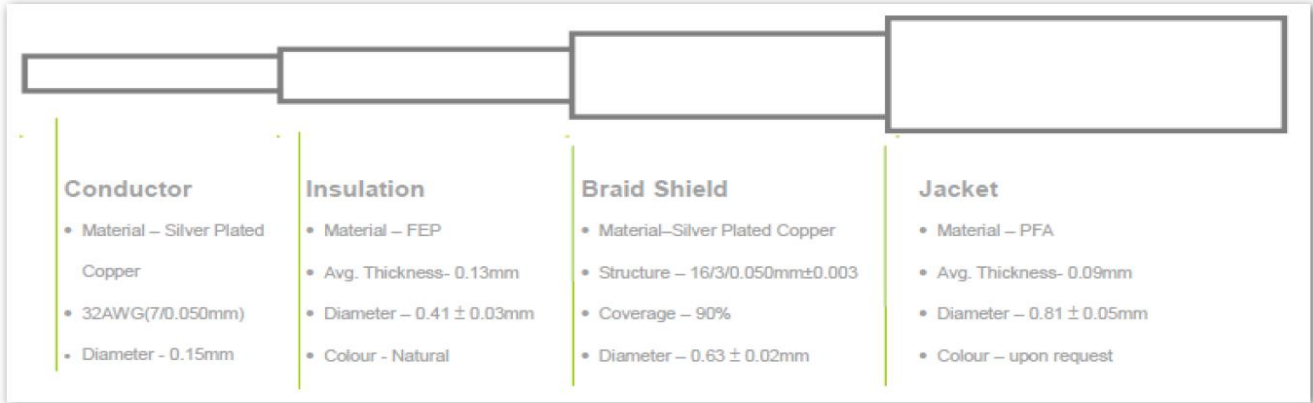 Conductor
• Material – Silver Plated
Copper
• 32AWG(7/0.050mm)
• Diameter - 0.15mm
Insulation
• Material – FEP
• Avg. Thickness- 0.13mm
• Diameter – 0.41 ± 0.03mm
• Colour - Natural
Braid Shield
• Material–Silver Plated Copper
• Structure – 16/3/0.050mm±0.003
• Coverage – 90%
• Diameter – 0.63 ± 0.02mm
Jacket
• Material – PFA
• Avg. Thickness- 0.09mm
• Diameter – 0.81 ± 0.05mm
• Colour – upon request